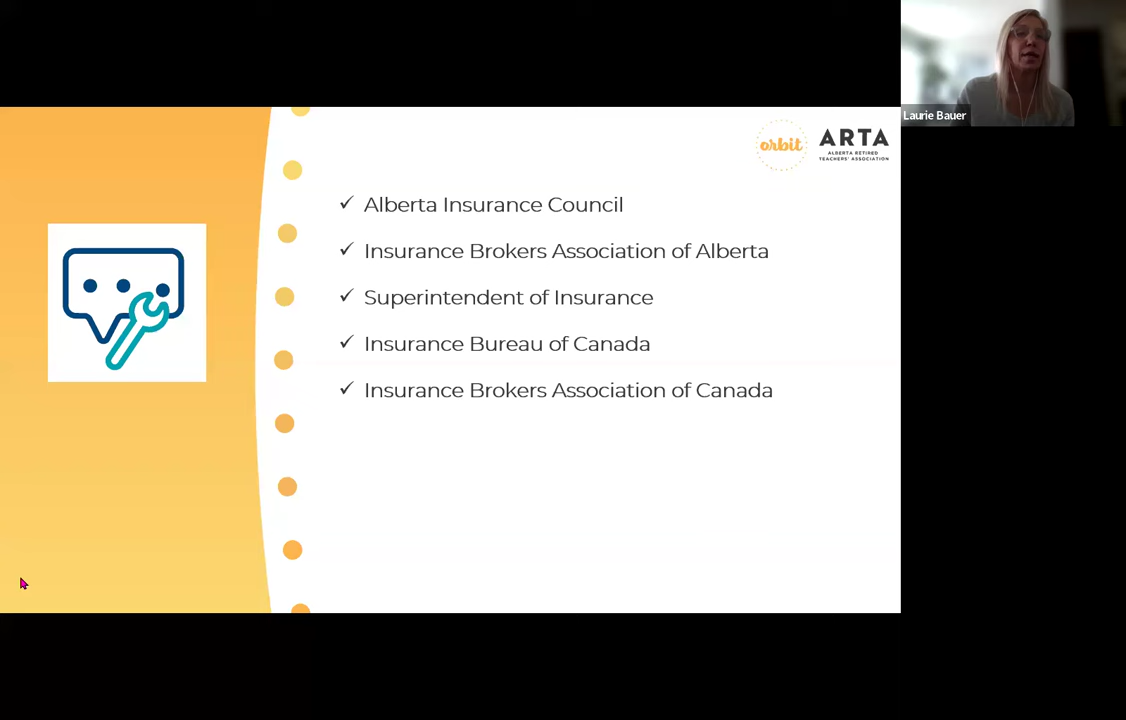 Laurie Bauer
orbit
ARTA
ALBERTA RETIRED
TEACHERS' ASSOCIATION
✓ Alberta Insurance Council
✓ Insurance Brokers Association of Alberta
✓ Superintendent of Insurance
✓ Insurance Bureau of Canada
✓ Insurance Brokers Association of Canada